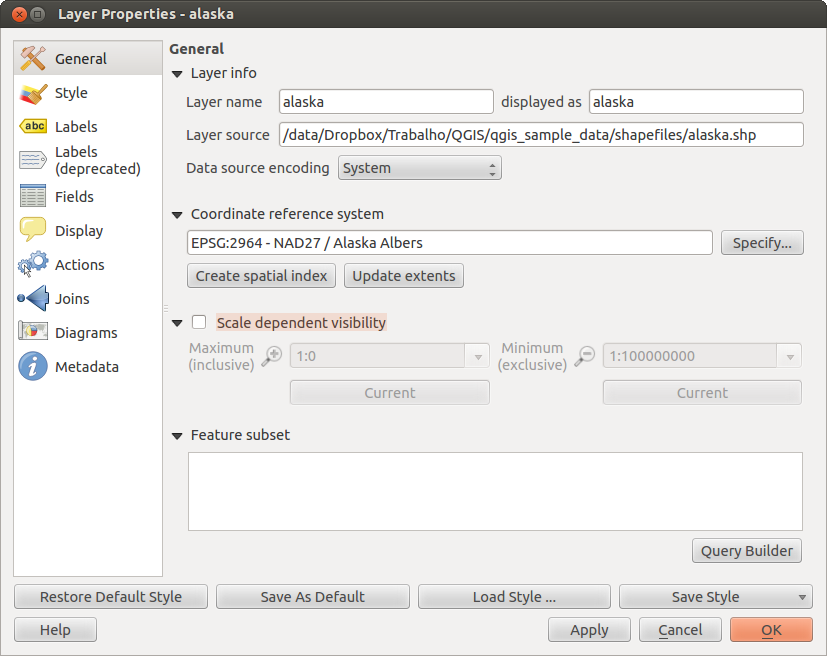 Layer Properties - alaska
General
Style
abc Labels
Labels
(deprecated)
Fields
Display
Actions
Joins
Diagrams
Metadata
General
Layer info
Layer name alaska displayed as alaska
Layer source /data/Dropbox/Trabalho/QGIS/qgis_sample_data/shapefiles/alaska.shp
Data source encoding System
Coordinate reference system
EPSG:2964 - NAD27 / Alaska Albers Specify...
Create spatial index Update extents
Scale dependent visibility
Maximum
(inclusive) 1:0
Minimum
(exclusive) 1:100000000
Current Current
Feature subset
Query Builder
Restore Default Style Save As Default Load Style ... Save Style
Help Apply Cancel OK